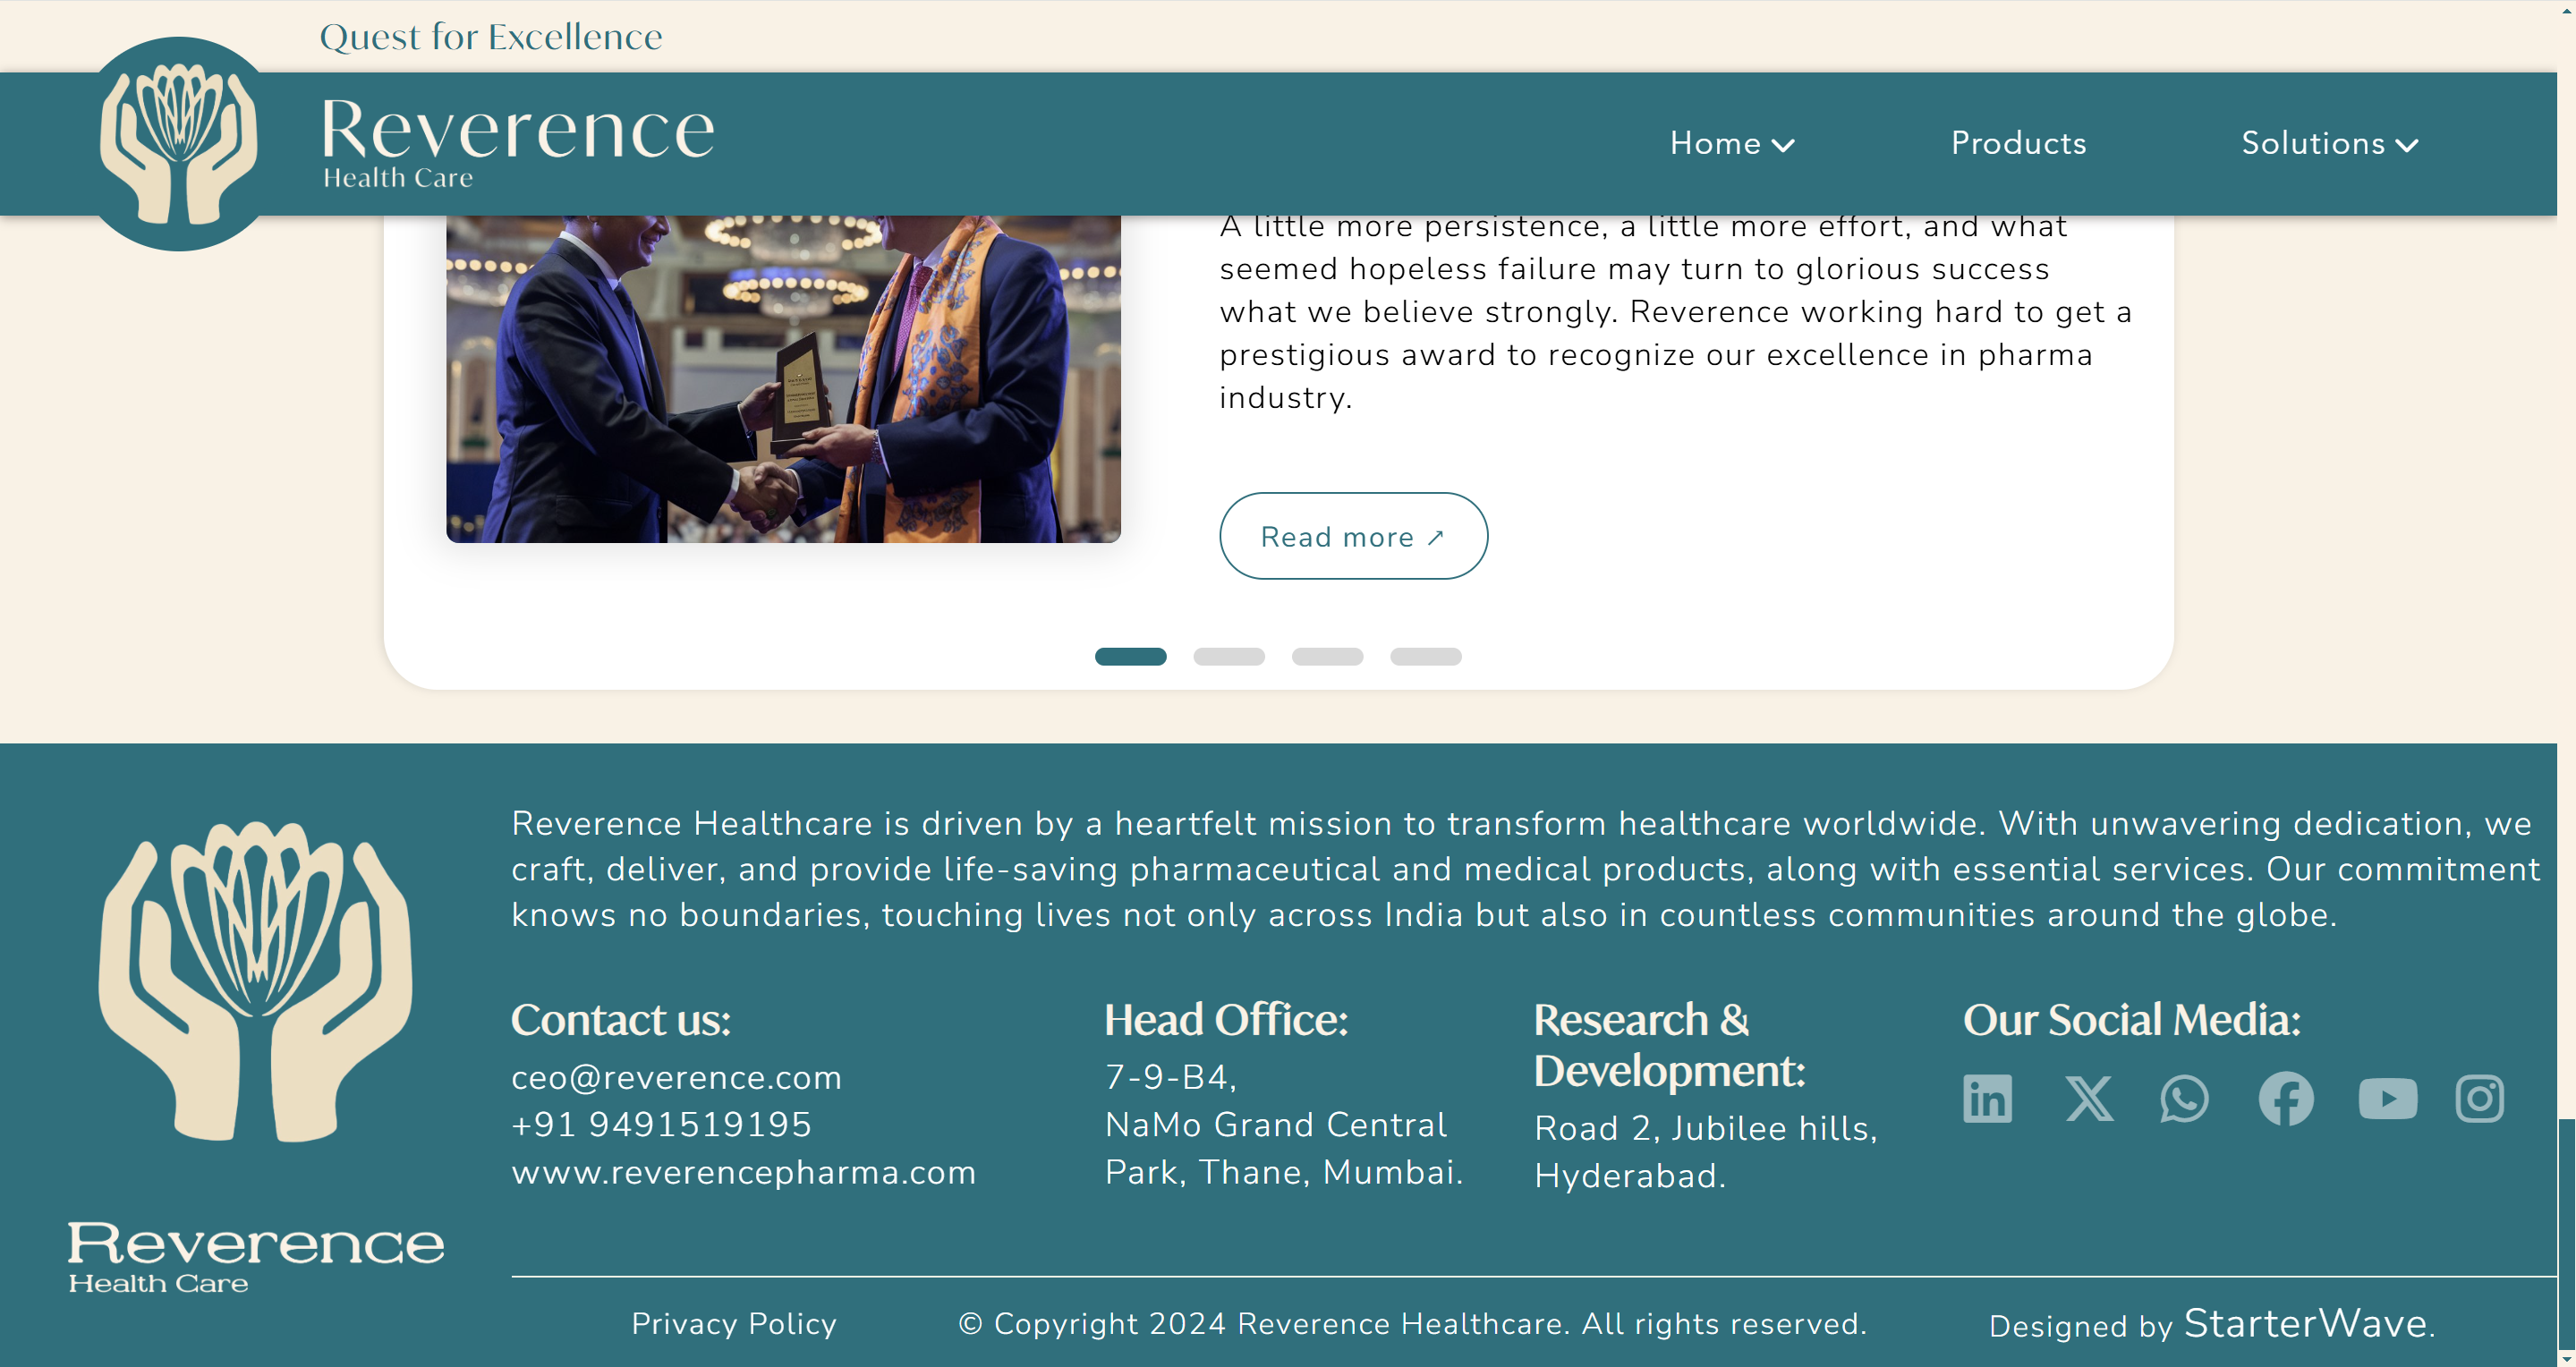 Quest for Excellence
Reverence
Health Care
Home
Products
Solutions
A little more persistence, a little more effort, and what
seemed hopeless failure may turn to glorious success
what we believe strongly. Reverence working hard to get a
prestigious award to recognize our excellence in pharma
industry.
Read more ↗
Reverence Healthcare is driven by a heartfelt mission to transform healthcare worldwide. With unwavering dedication, we
craft, deliver, and provide life-saving pharmaceutical and medical products, along with essential services. Our commitment
knows no boundaries, touching lives not only across India but also in countless communities around the globe.
Contact us:
ceo@reverence.com
+91 9491519195
www.reverencepharma.com
Head Office:
7-9-B4,
NaMo Grand Central
Park, Thane, Mumbai.
Research &
Development:
Road 2, Jubilee hills,
Hyderabad.
Our Social Media:
Reverence
Health Care
Privacy Policy
© Copyright 2024 Reverence Healthcare. All rights reserved.
Designed by StarterWave.